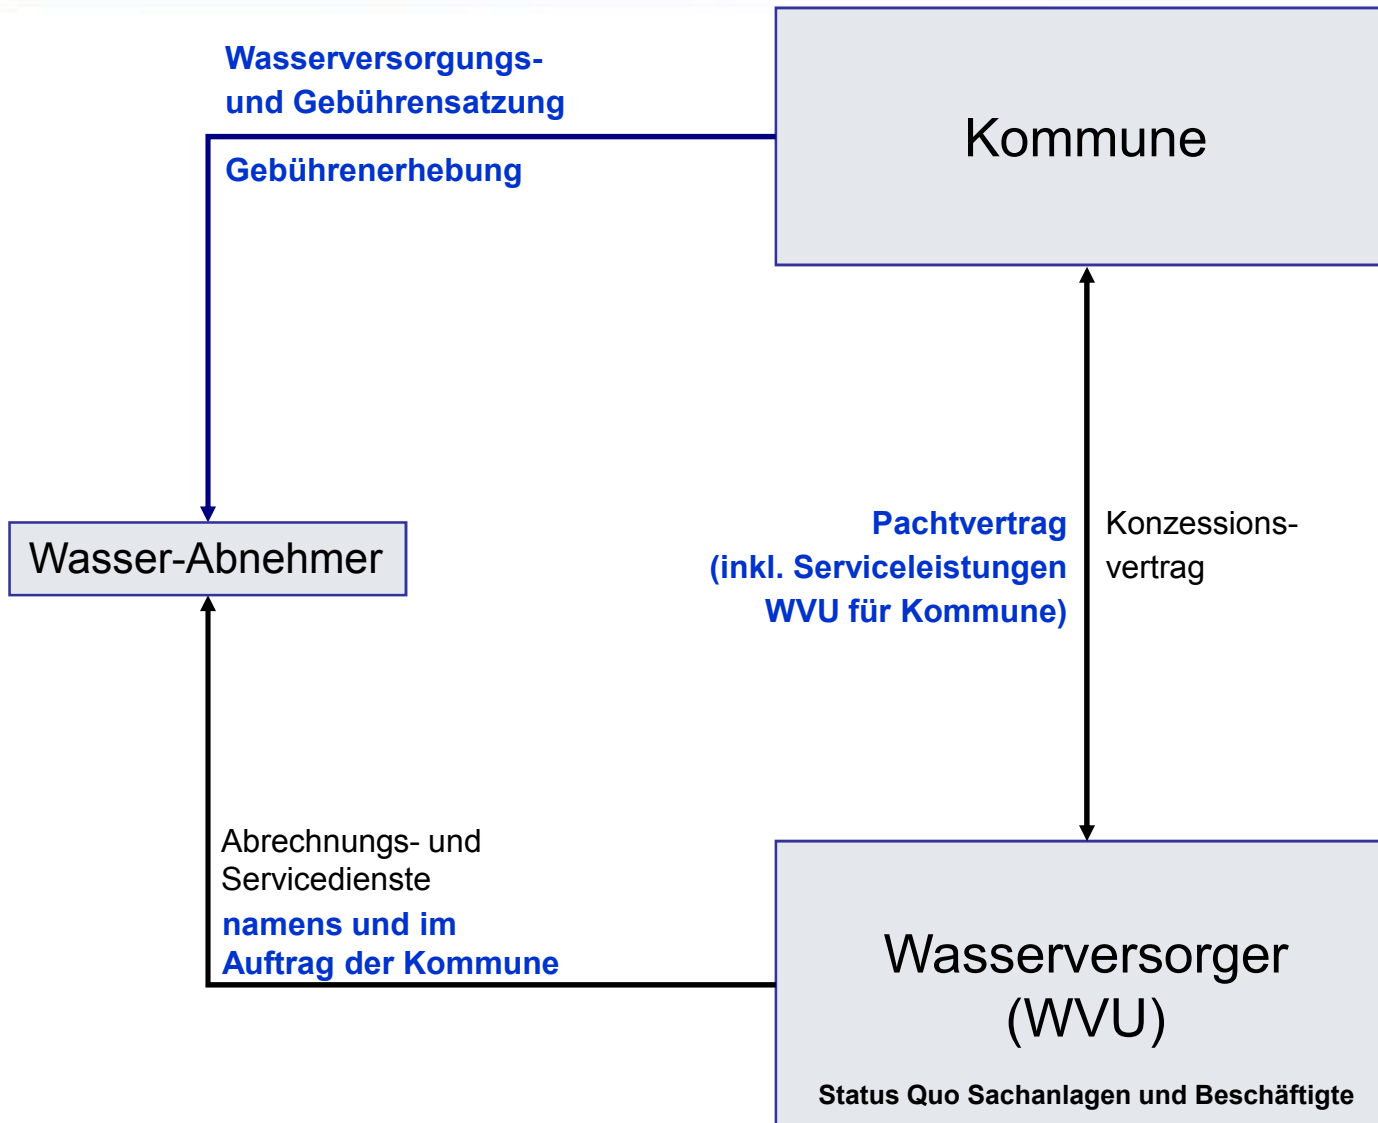 Wasserversorgungs-
und Gebührensatzung
Gebührenerhebung
Kommune
Wasser-Abnehmer
Pachtvertrag
(inkl. Serviceleistungen
WVU für Kommune)
Konzessions-
vertrag
Abrechnungs- und
Servicedienste
namens und im
Auftrag der Kommune
Wasserversorger
(WVU)
Status Quo Sachanlagen und Beschäftigte